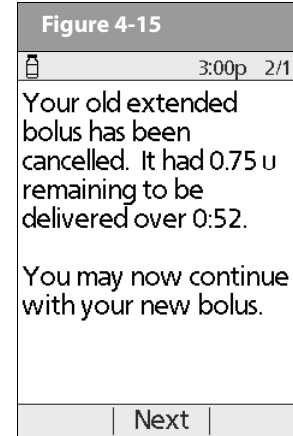 Figure 4-15
3:00p 2/1
Your old extended
bolus has been
cancelled. It had 0.75 u
remaining to be
delivered over 0:52.
You may now continue
with your new bolus.
Next